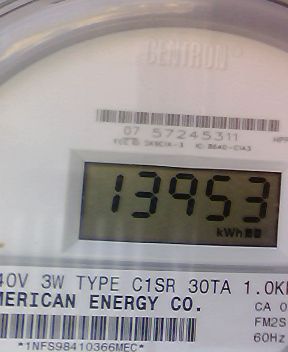 CENTRON®
07 57245311
13953
kWh
40V 3W TYPE C1SR 30TA 1.0K
MERICAN ENERGY CO.
CA 0
FM2S
60Hz
*1NFS98410366MEC*